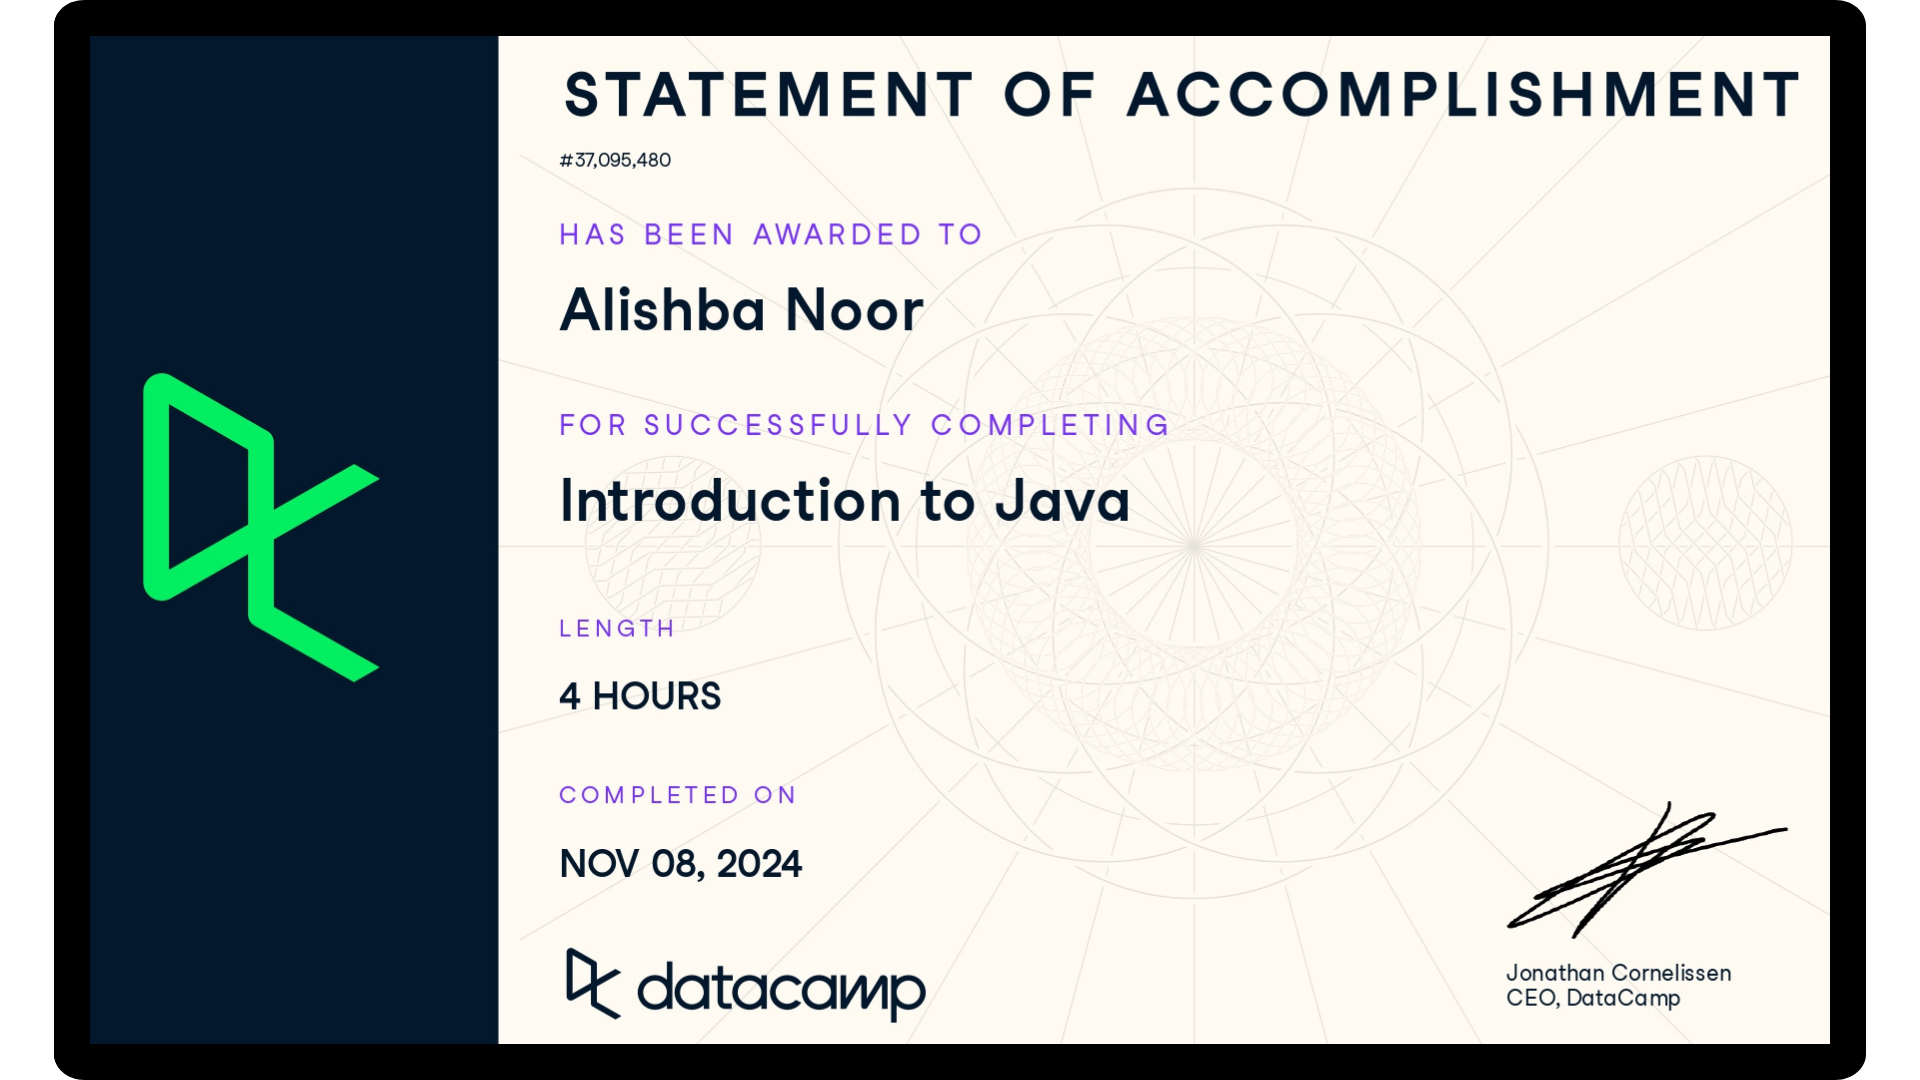 STATEMENT OF ACCOMPLISHMENT
#37,095,480
HAS BEEN AWARDED TO
Alishba Noor
FOR SUCCESSFULLY COMPLETING
Introduction to Java
LENGTH
4 HOURS
COMPLETED ON
NOV 08, 2024
datacamp
Jonathan Cornelissen
CEO, DataCamp